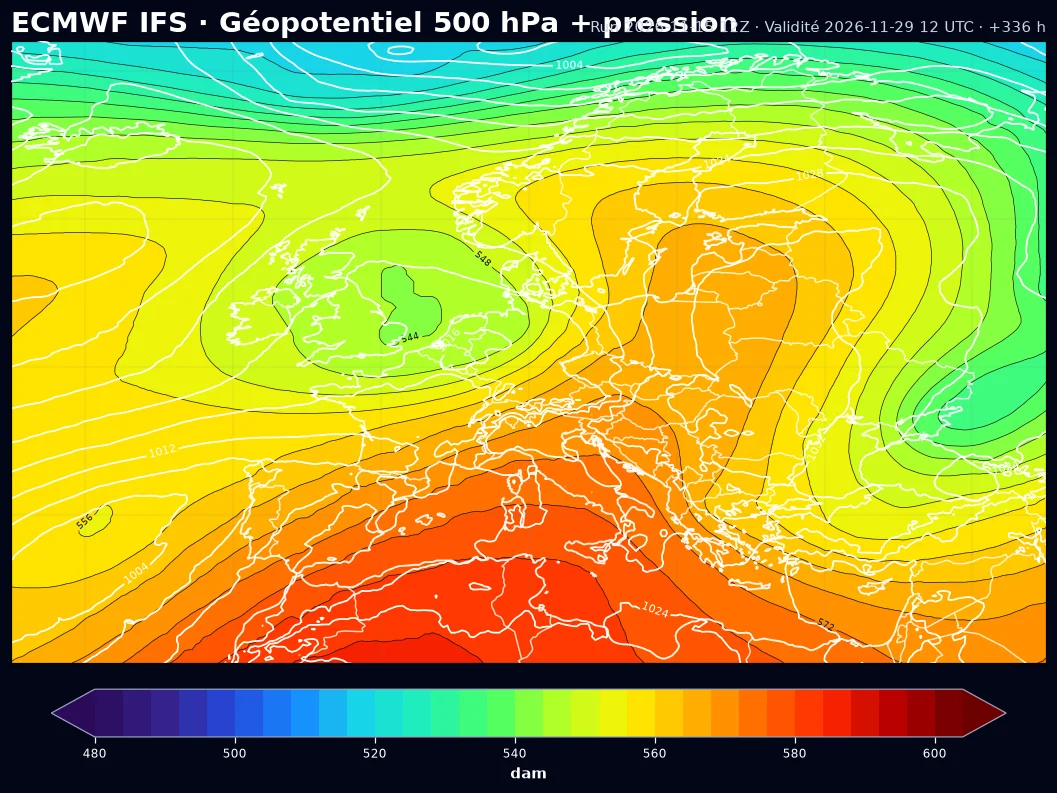 ECMWF IFS · Géopotentiel 500 hPa + pression
12Z · Validité 2026-11-29 12 UTC · +336 h
1004
1028
548
544
1012
556
1004
1024
572
480 500 520 540 560 580 600
dam